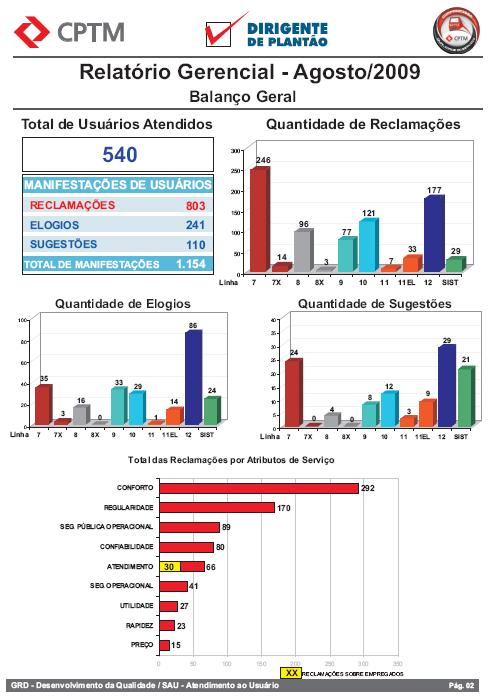 CPTM
DIRIGENTE
DE PLANTÃO
CPTM
Relatório Gerencial - Agosto/2009
Balanço Geral
Total de Usuários Atendidos
540
MANIFESTAÇÕES DE USUÁRIOS
RECLAMAÇÕES 803
ELOGIOS 241
SUGESTÕES 110
TOTAL DE MANIFESTAÇÕES 1.154
Quantidade de Reclamações
300
250
200
150
100
50
0
246 14 96 3 77 121 7 33 177 29
Linha 7 7X 8 8X 9 10 11 11EL 12 SIST
Quantidade de Elogios
100
80
60
40
20
0
35 3 16 0 33 29 1 14 86 24
Linha 7 7X 8 8X 9 10 11 11EL 12 SIST
Quantidade de Sugestões
40
35
30
25
20
15
10
5
0
24 0 4 0 8 12 3 9 29 21
Linha 7 7X 8 8X 9 10 11 11EL 12 SIST
Total das Reclamações por Atributos de Serviço
CONFORTO 292
REGULARIDADE 170
SEG. PÚBLICA OPERACIONAL 89
CONFIABILIDADE 80
ATENDIMENTO 30 66
SEG. OPERACIONAL 41
UTILIDADE 27
RAPIDEZ 23
PREÇO 15
0 50 100 150 200 250 300 350
XX RECLAMAÇÕES SOBRE EMPREGADOS
GRD - Desenvolvimento da Qualidade / SAU - Atendimento ao Usuário Pág. 02